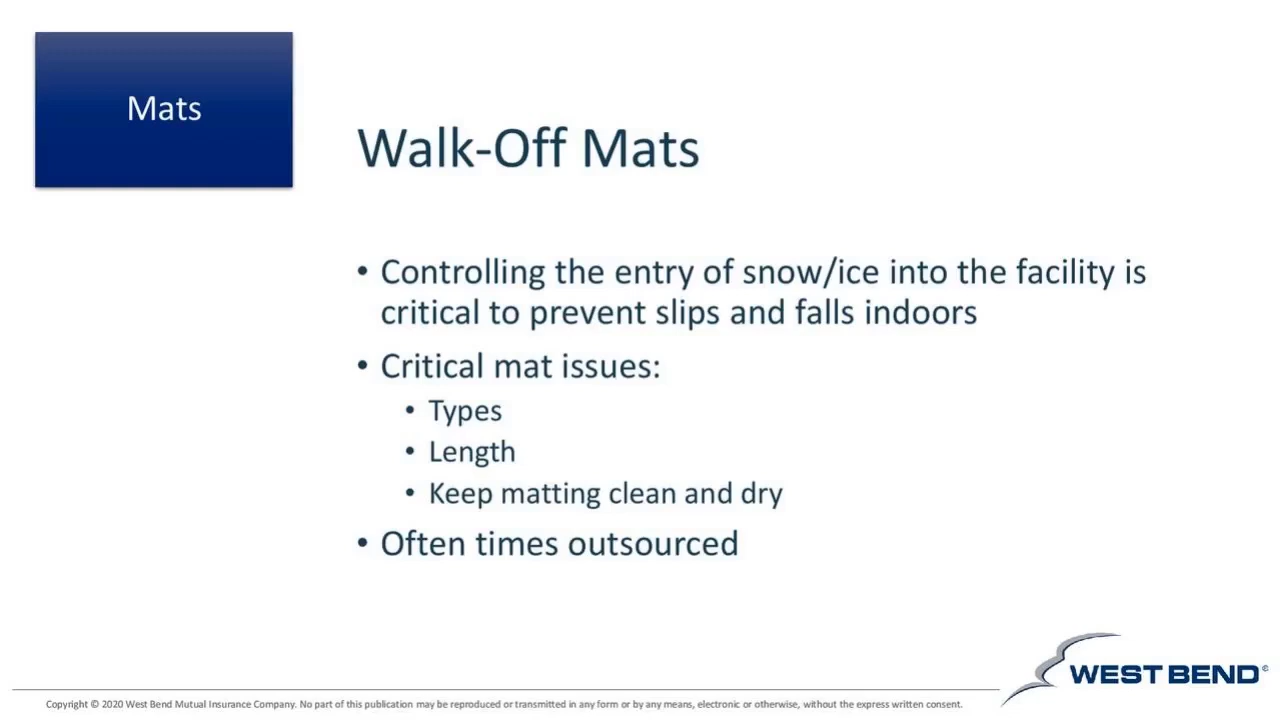 Mats
Walk-Off Mats
• Controlling the entry of snow/ice into the facility is
critical to prevent slips and falls indoors
• Critical mat issues:
• Types
• Length
• Keep matting clean and dry
• Often times outsourced
WEST BEND®
Copyright © 2020 West Bend Mutual Insurance Company. No part of this publication may be reproduced or transmitted in any form or by any means, electronic or otherwise, without the express written consent.